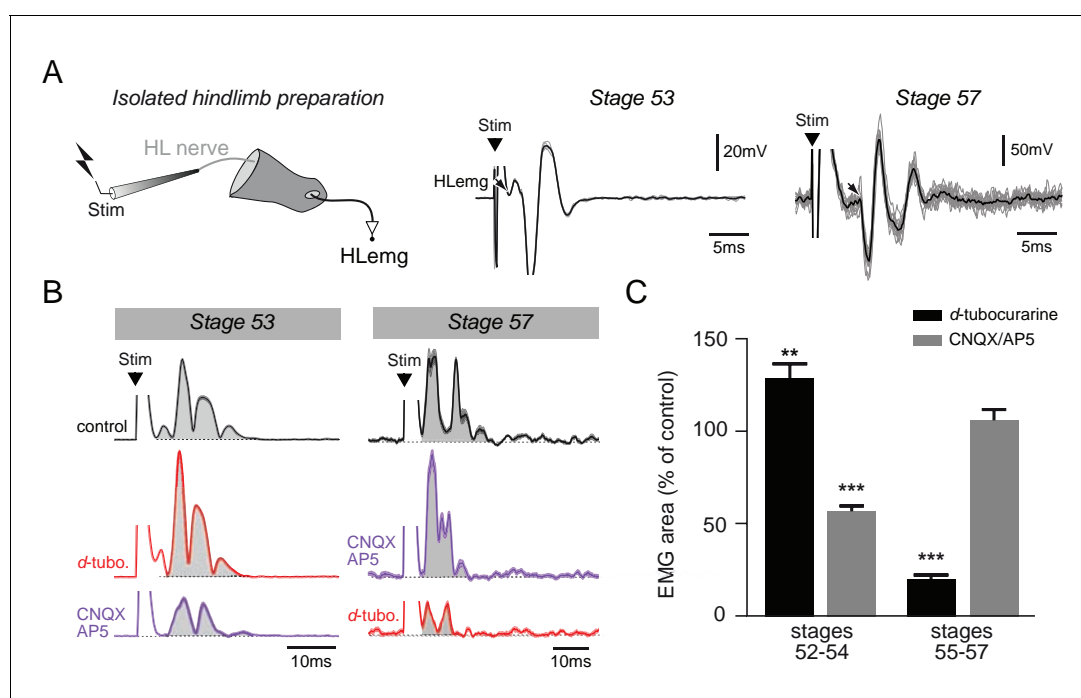 A
Isolated hindlimb preparation
HL nerve
Stim
HLemg
Stage 53
Stim
20mV
HLemg
5ms
Stage 57
Stim
50mV
5ms
B
Stage 53
Stim
control
d-tubo.
CNQX
AP5
10ms
Stage 57
Stim
CNQX
AP5
d-tubo.
10ms
C
d-tubocurarine
CNQX/AP5
EMG area (% of control)
150
100
50
0
**
***
***
stages
52-54
stages
55-57